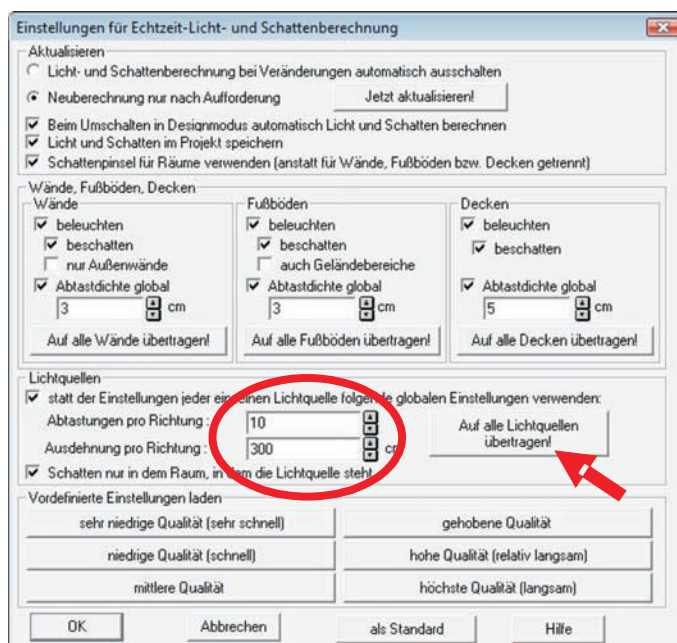 Einstellungen für Echtzeit-Licht- und Schattenberechnung
Aktualisieren
Licht- und Schattenberechnung bei Veränderungen automatisch ausschalten
Neuberechnung nur nach Aufforderung
Jetzt aktualisieren!
Beim Umschalten in Designmodus automatisch Licht und Schatten berechnen
Licht und Schatten im Projekt speichern
Schattenpinsel für Räume verwenden (anstatt für Wände, Fußböden bzw. Decken getrennt)
Wände, Fußböden, Decken
Wände
beleuchten
beschatten
nur Außenwände
Abtastdichte global
3 cm
Auf alle Wände übertragen!
Fußböden
beleuchten
beschatten
auch Geländebereiche
Abtastdichte global
3 cm
Auf alle Fußböden übertragen!
Decken
beleuchten
beschatten
Abtastdichte global
5 cm
Auf alle Decken übertragen!
Lichtquellen
statt der Einstellungen jeder einzelnen Lichtquelle folgende globalen Einstellungen verwenden:
Abtastungen pro Richtung : 10
Ausdehnung pro Richtung : 300 cm
Auf alle Lichtquellen
übertragen!
Schatten nur in dem Raum, in dem die Lichtquelle steht
Vordefinierte Einstellungen laden
sehr niedrige Qualität (sehr schnell)
gehobene Qualität
niedrige Qualität (schnell)
hohe Qualität (relativ langsam)
mittlere Qualität
höchste Qualität (langsam)
OK
Abbrechen
als Standard
Hilfe